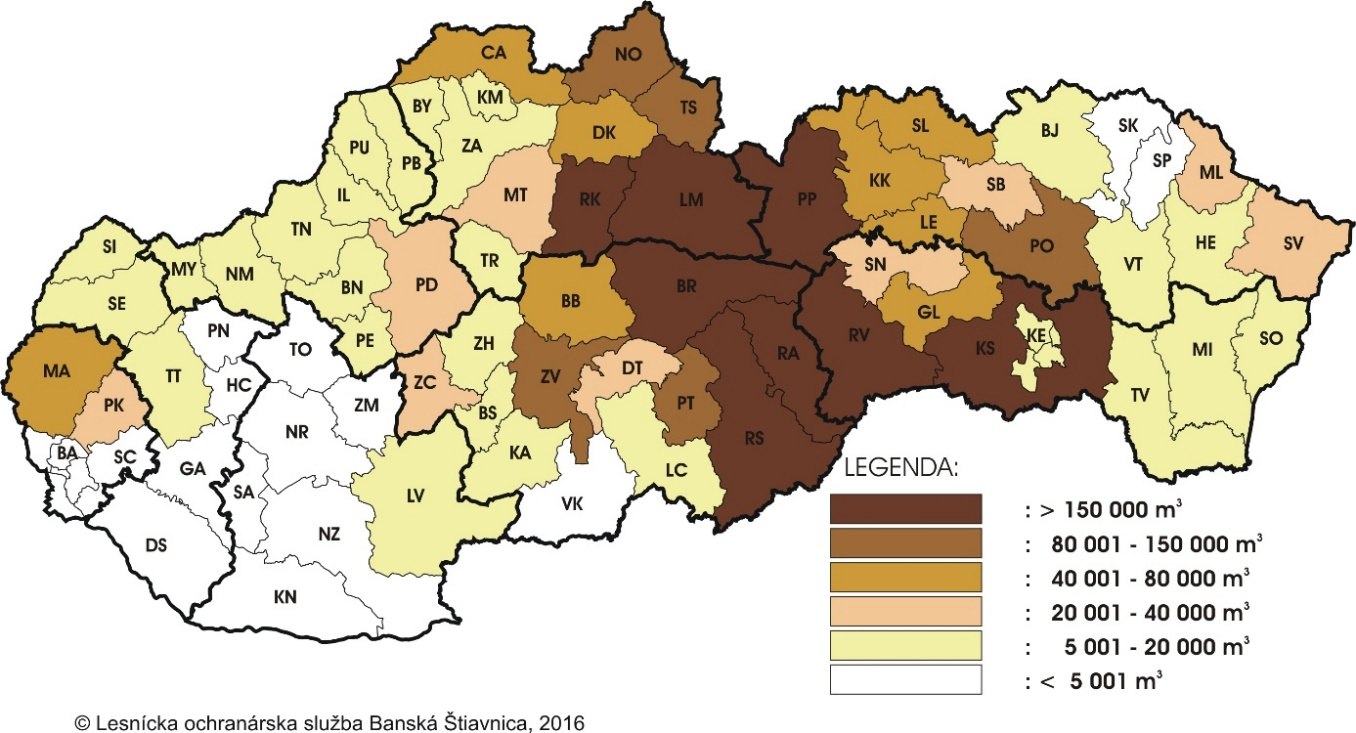 CA
NO
BY
KM
TS
PU
PB
ZA
DK
BJ
SK
SL
SP
ML
IL
MT
RK
LM
PP
KK
SB
TN
LE
PO
HE
SV
SI
MY
NM
TR
VT
SN
SE
BN
PD
BB
BR
GL
PN
PE
ZH
RV
KS
KE
MI
SO
TO
RA
MA
TT
HC
ZC
ZV
DT
TV
PK
ZM
BS
PT
NR
KA
RS
BA
SC
GA
LC
SA
LV
VK
NZ
DS
KN
LEGENDA:
: > 150 000 m³
: 80 001 - 150 000 m³
: 40 001 - 80 000 m³
: 20 001 - 40 000 m³
: 5 001 - 20 000 m³
: < 5 001 m³
© Lesnícka ochranárska služba Banská Štiavnica, 2016